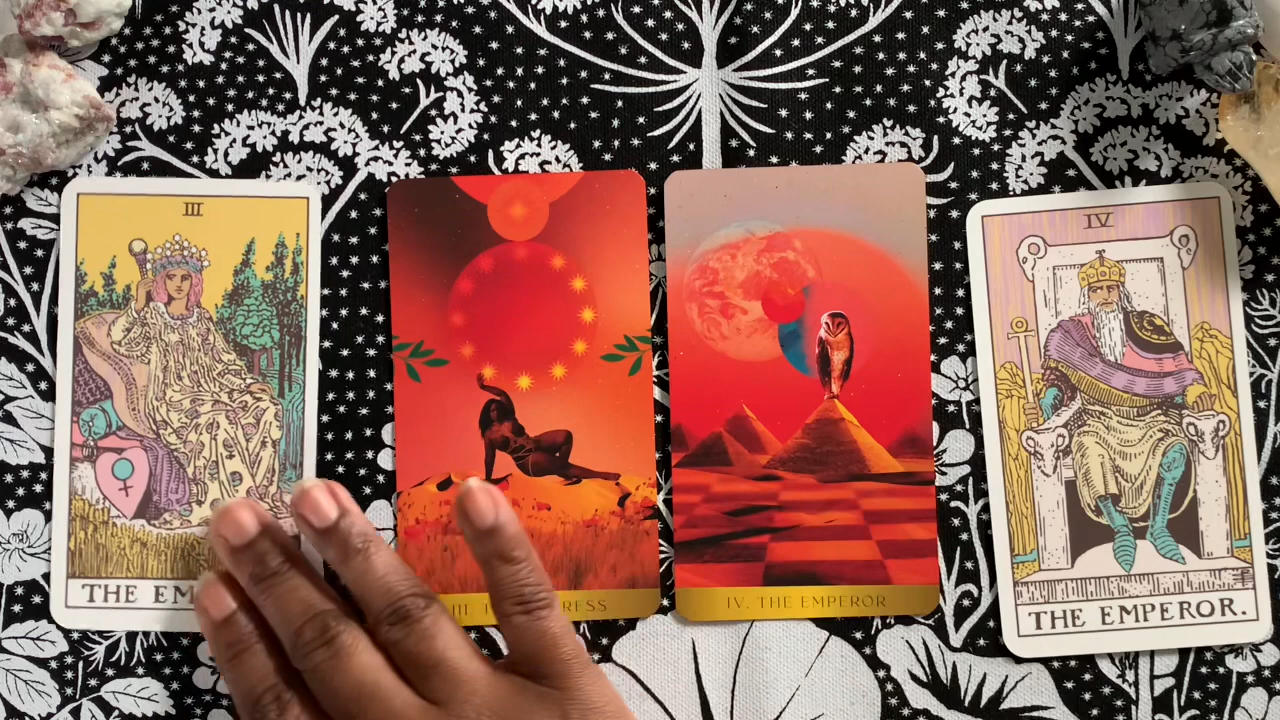 III
THE EM
IV. THE EMPEROR
IV
THE EMPEROR.